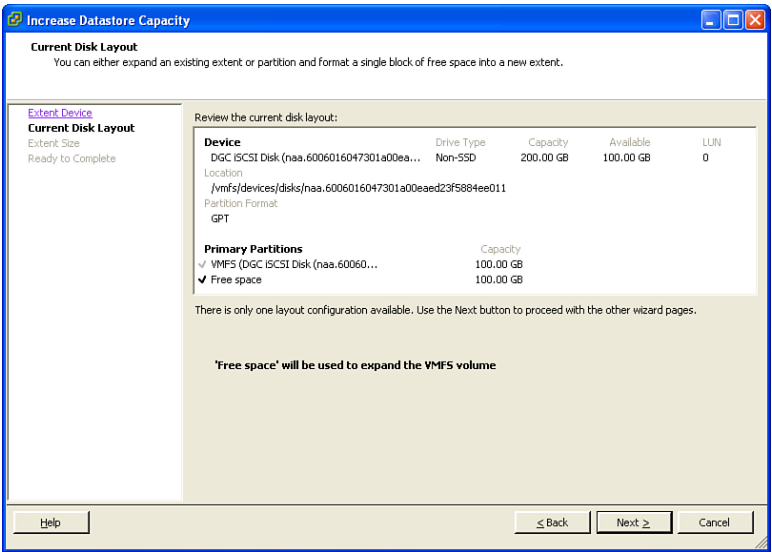 Increase Datastore Capacity
Current Disk Layout
You can either expand an existing extent or partition and format a single block of free space into a new extent.
Extent Device
Current Disk Layout
Extent Size
Ready to Complete
Review the current disk layout:
Device Drive Type Capacity Available LUN
DGC iSCSI Disk (naa.6006016047301a00ea... Non-SSD 200.00 GB 100.00 GB 0
Location
/vmfs/devices/disks/naa.6006016047301a00eaed23f5884ee011
Partition Format
GPT
Primary Partitions Capacity
VMFS (DGC iSCSI Disk (naa.60060... 100.00 GB
Free space 100.00 GB
There is only one layout configuration available. Use the Next button to proceed with the other wizard pages.
'Free space' will be used to expand the VMFS volume
Help
< Back
Next >
Cancel